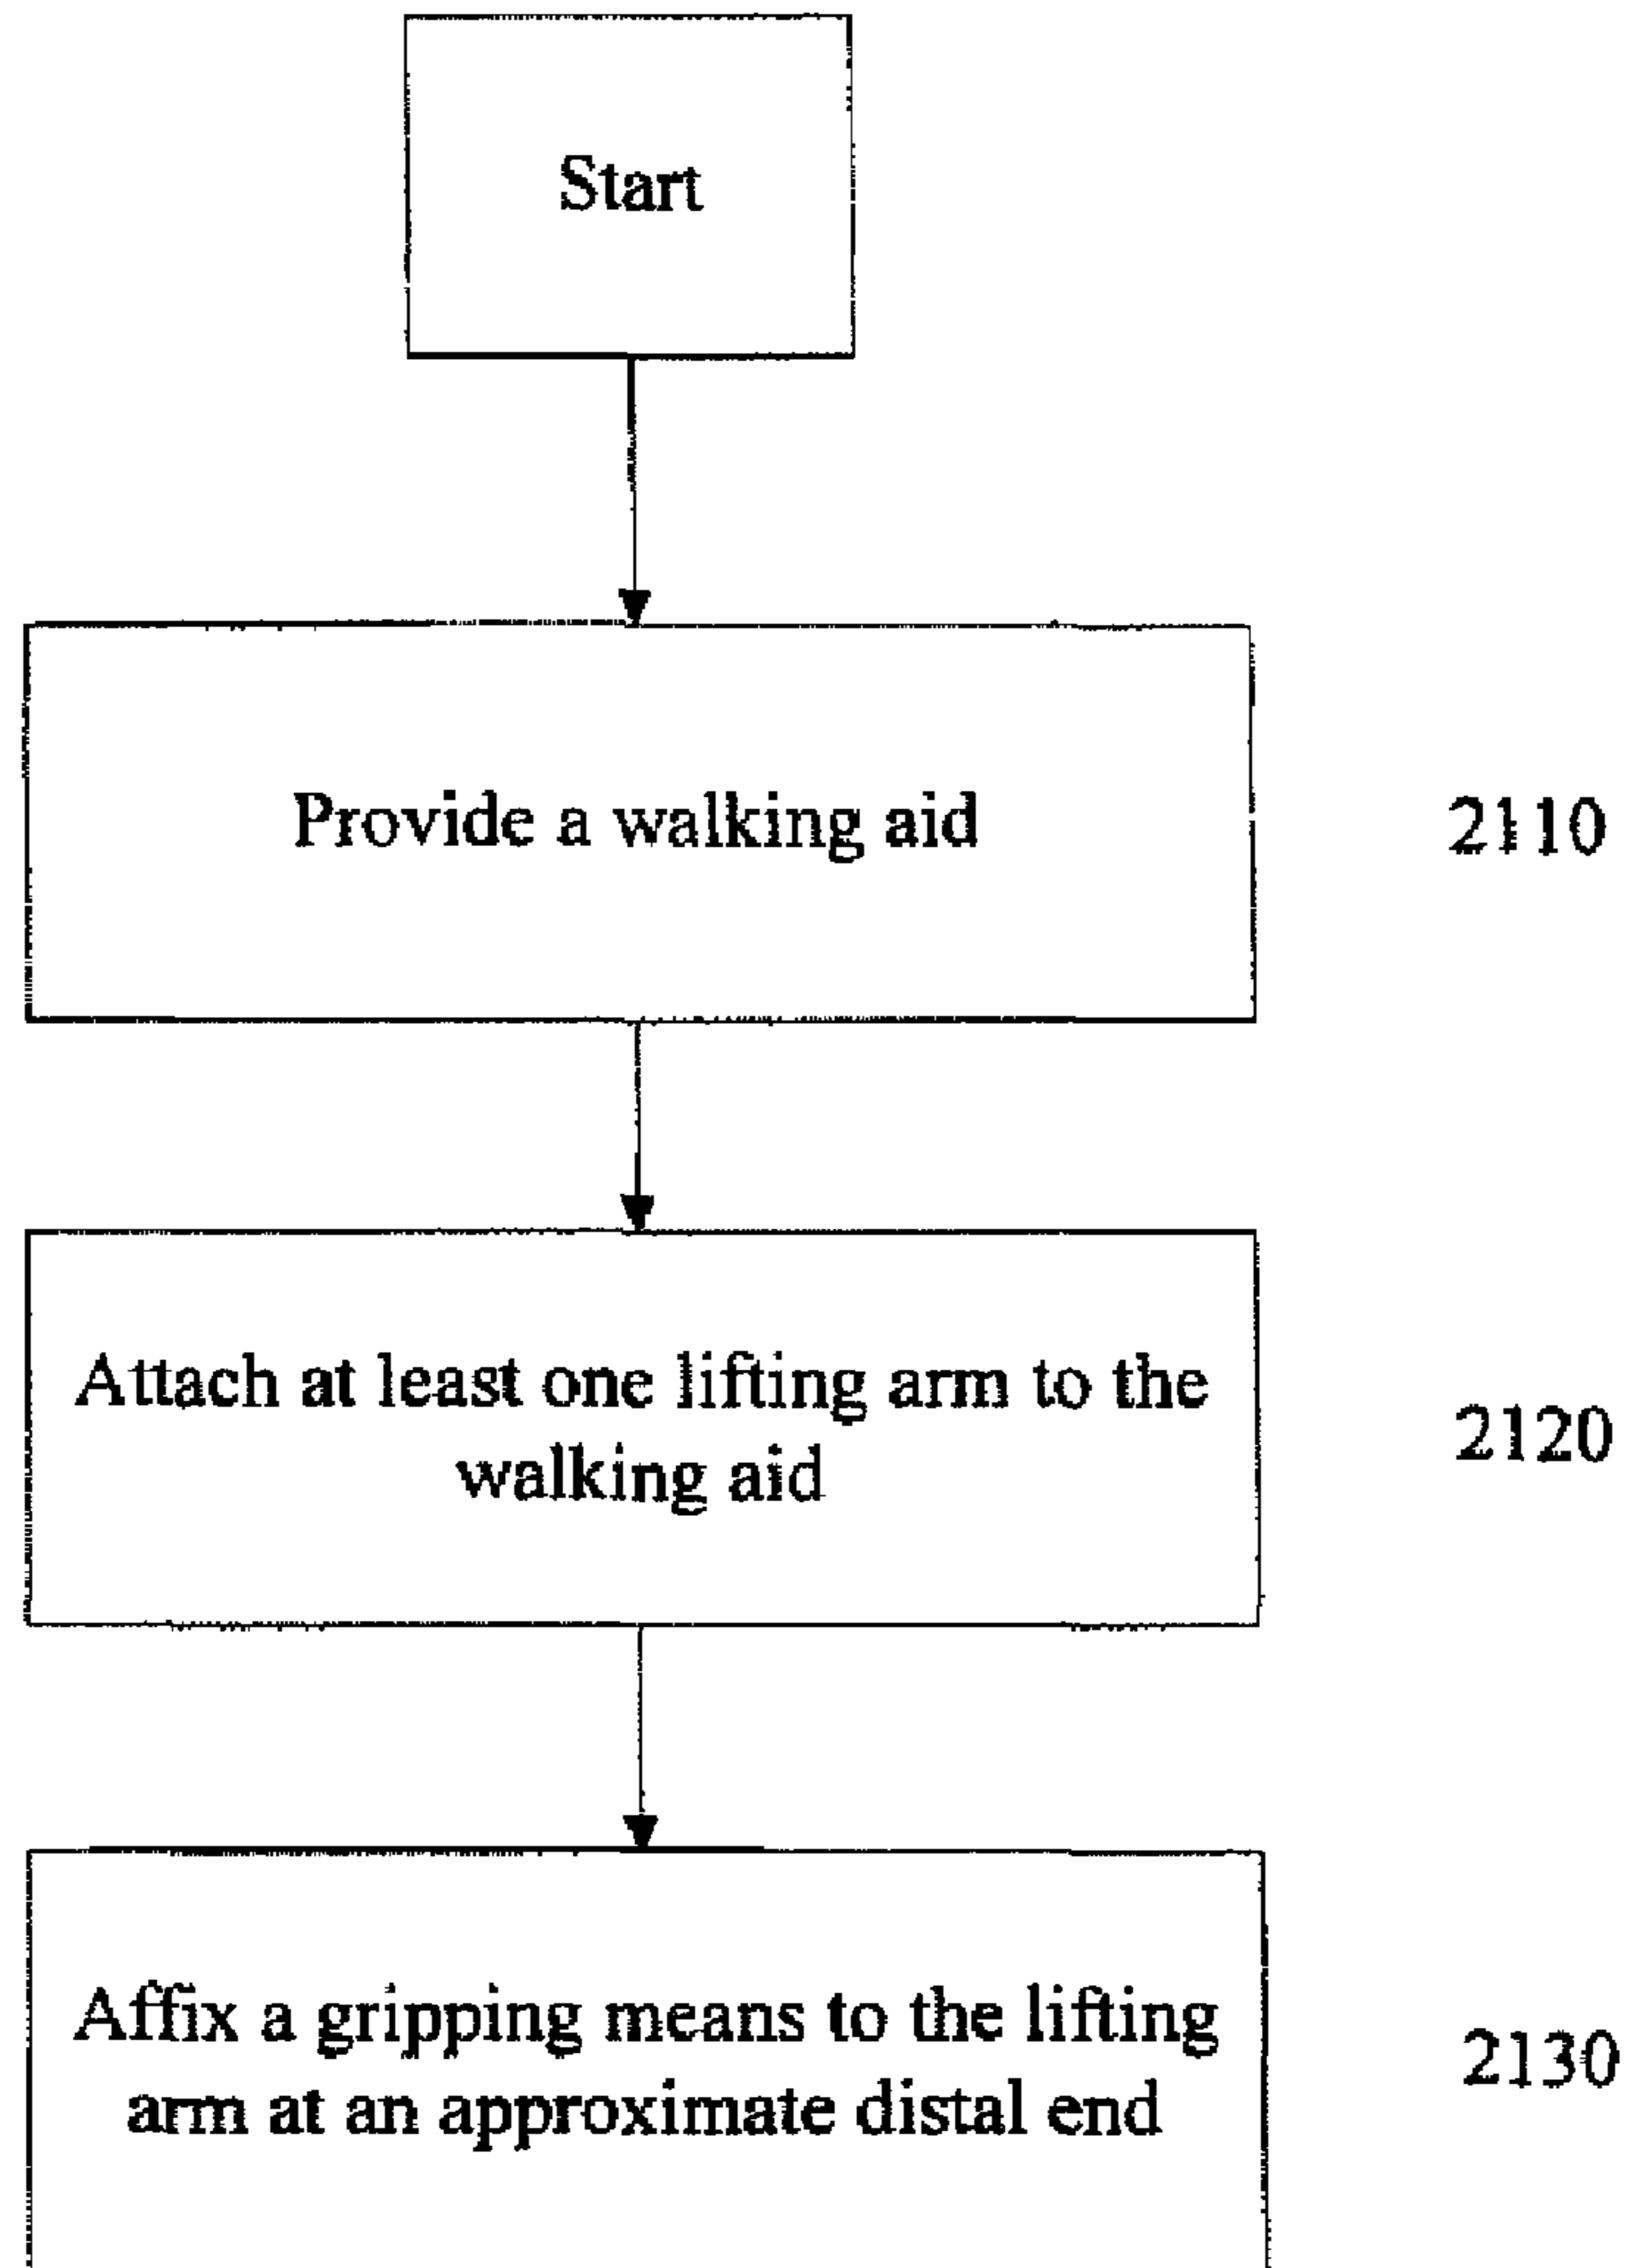 Start
Provide a walking aid
2110
Attach at least one lifting arm to the
walking aid
2120
Affix a gripping means to the lifting
arm at an approximate distal end
2130